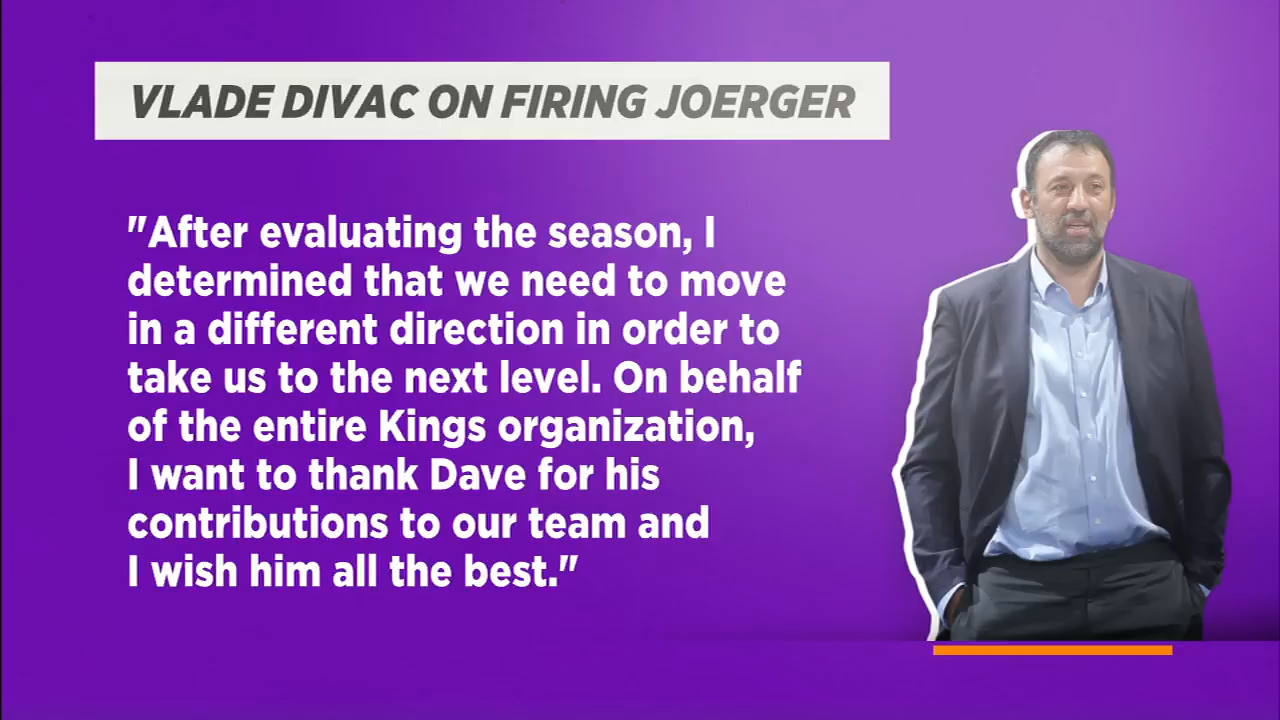 VLADE DIVAC ON FIRING JOERGER
"After evaluating the season, I
determined that we need to move
in a different direction in order to
take us to the next level. On behalf
of the entire Kings organization,
I want to thank Dave for his
contributions to our team and
I wish him all the best."